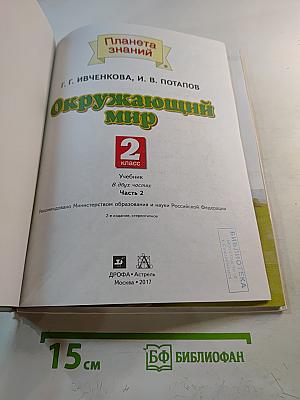 Планета
знаний
Г. Г. ИВЧЕНКОВА, И. В. ПОТАПОВ
Окружающий
мир
2
класс
Учебник
В двух частях
Часть 2
Рекомендовано Министерством образования и науки Российской Федерации
2-е издание, стереотипное
БИБЛИОТЕКА
ДРОФА • Астрель
Москва • 2017
15 см
БФ БИБЛИОФАН